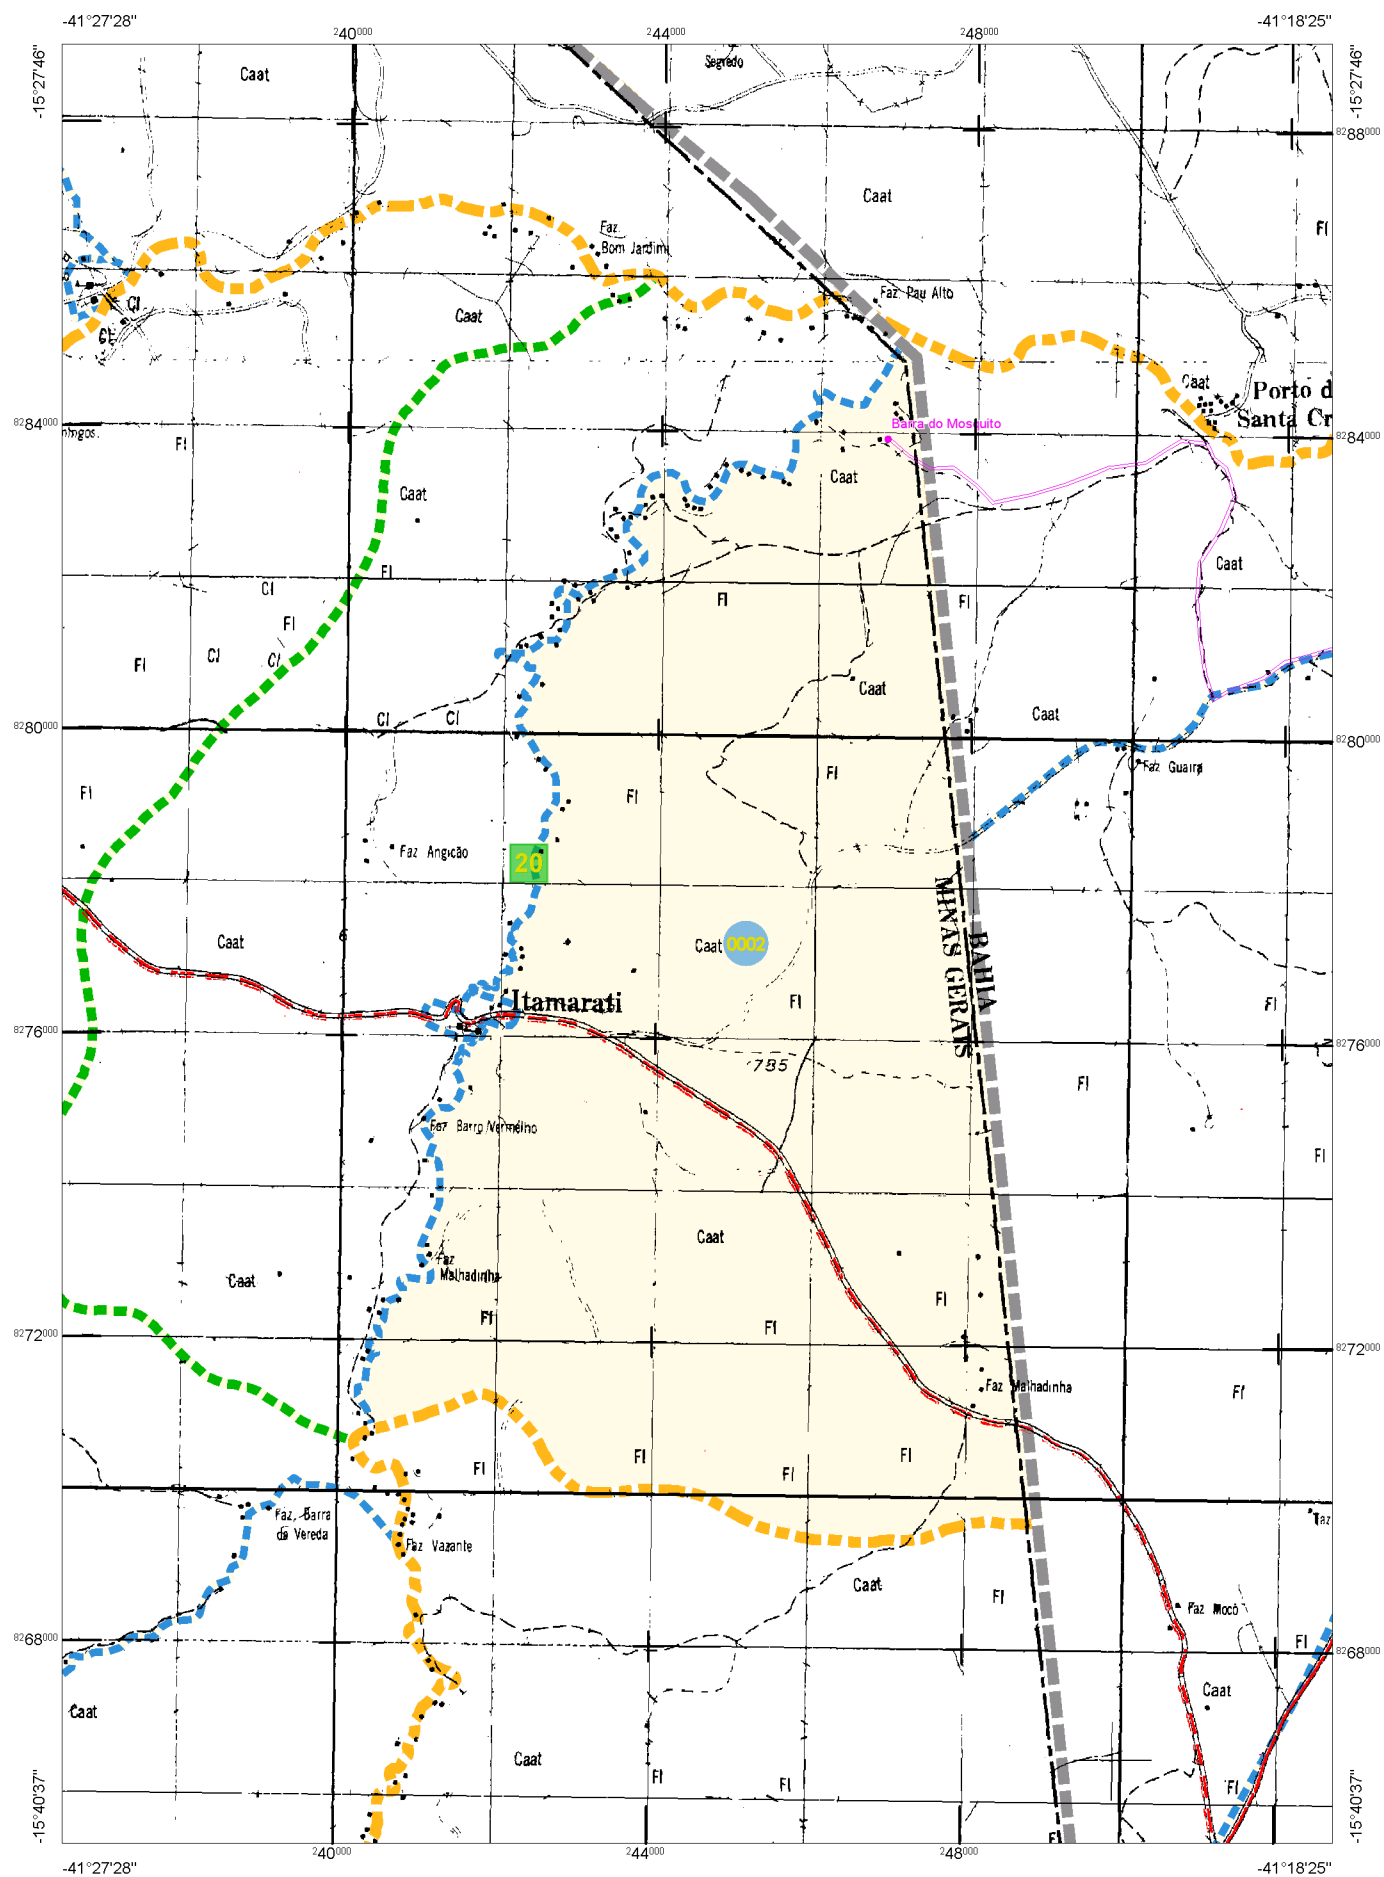 -41°27'28"
240000
244000
248000
-41°18'25"
-15°27'46"
-15°27'46"
Caat
Segredo
8288000
Caat
Faz.
Bom Jardim
Fl
Faz Pau Alto
Cl
Caat
Caat
Porto d
Santa Cr
8284000
8284000
Barra do Mosquito
Fl
Caat
Caat
Caat
Fl
Cl
Fl
Fl
Fl
Cl
Cl
Fl
Caat
Cl
Cl
Caat
8280000
8280000
Faz Guaira
Fl
Fl
Fl
Faz Angicão
20
MINAS GERAIS
BAHIA
Caat
Caat
0002
6
Itamarati
Fl
Fl
8276000
8276000
785
Fl
Faz Barro Vermelho
Fl
Caat
Faz
Malhadinha
Caat
Fl
Fl
Fl
8272000
8272000
Faz Malhadinha
Fl
Fl
Fl
Fl
Fl
Faz. Barra
da Vereda
Faz Vazante
Faz
Caat
Fl
Faz Mocó
8268000
Fl
8268000
Caat
Caat
Caat
Fl
Fl
Fl
-15°40'37"
-15°40'37"
240000
244000
248000
-41°27'28"
-41°18'25"